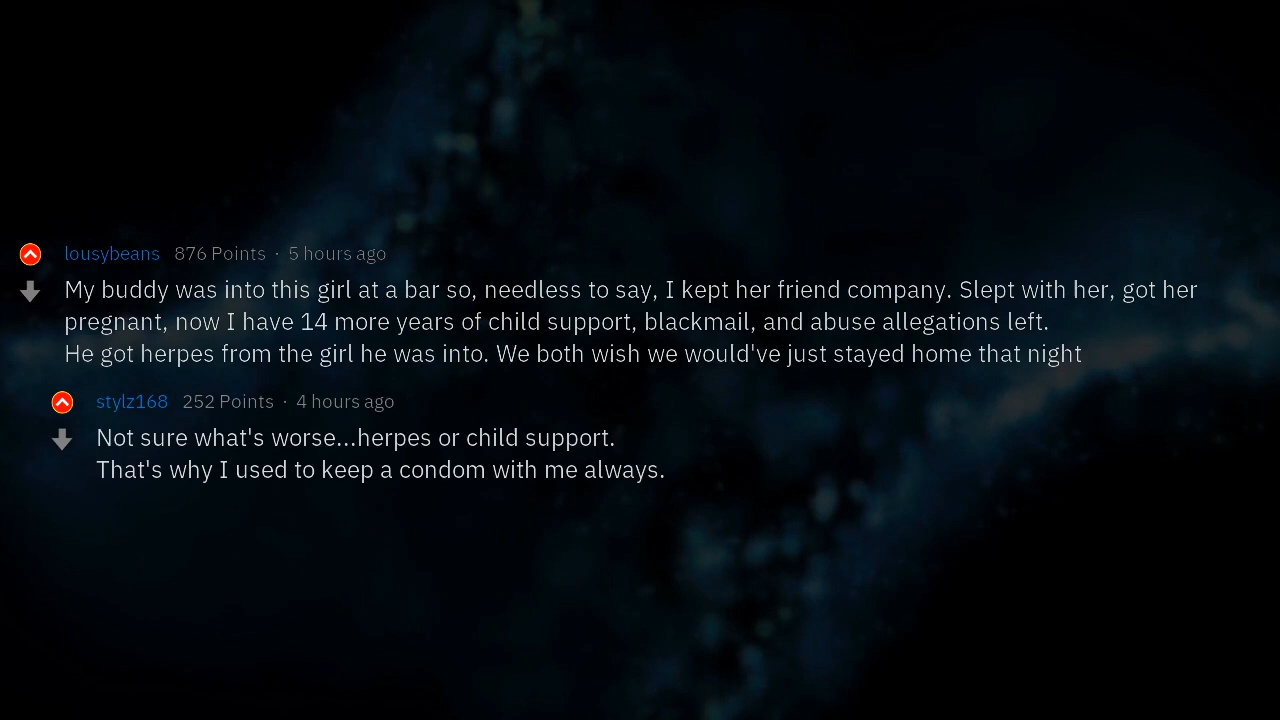 lousybeans 876 Points · 5 hours ago
My buddy was into this girl at a bar so, needless to say, I kept her friend company. Slept with her, got her
pregnant, now I have 14 more years of child support, blackmail, and abuse allegations left.
He got herpes from the girl he was into. We both wish we would've just stayed home that night
stylz168 252 Points · 4 hours ago
Not sure what's worse...herpes or child support.
That's why I used to keep a condom with me always.